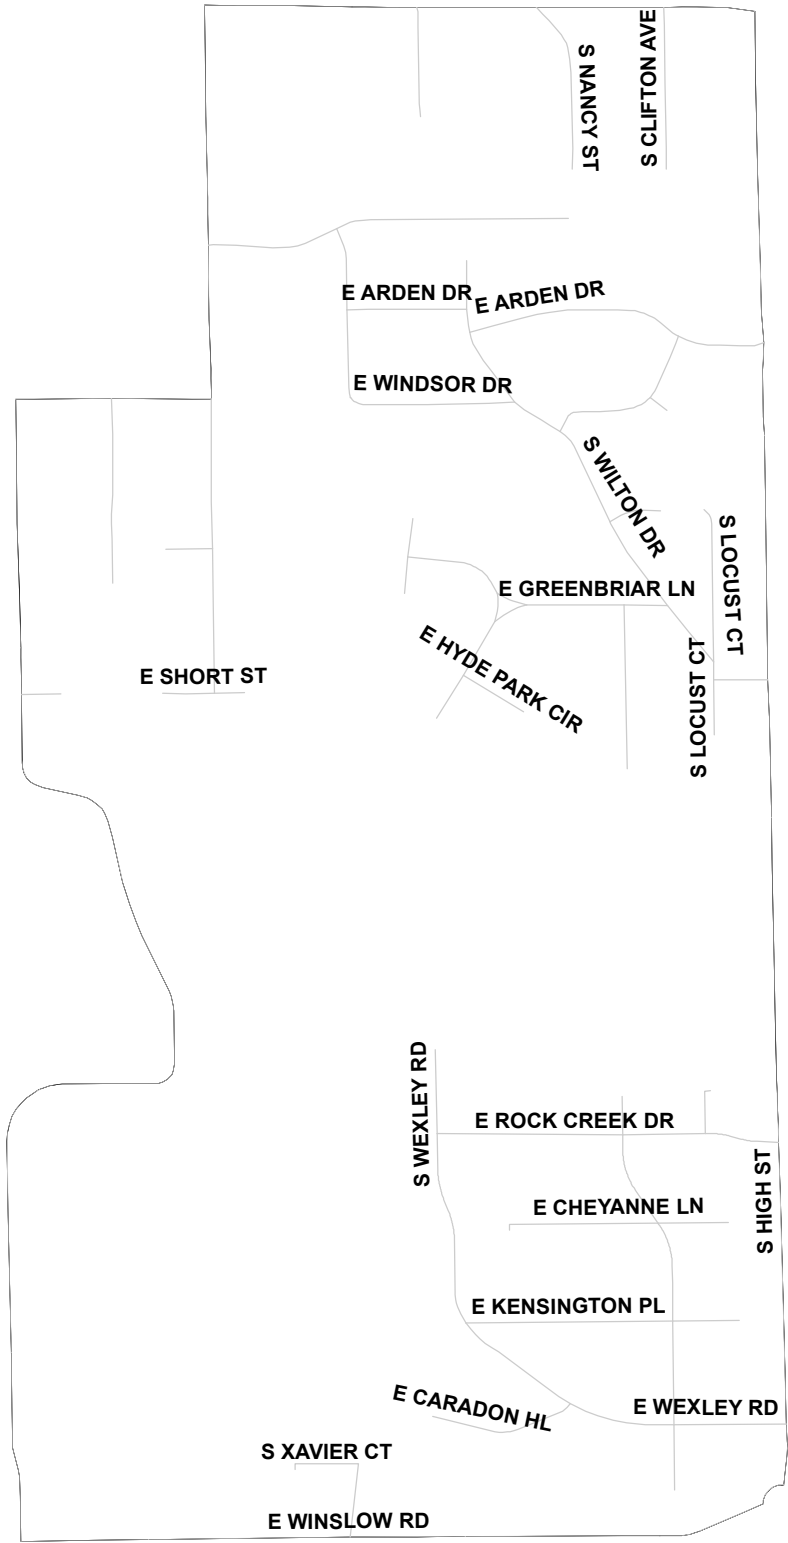 S NANCY ST
S CLIFTON AVE
E ARDEN DR
E ARDEN DR
E WINDSOR DR
S WILTON DR
S LOCUST CT
E GREENBRIAR LN
E HYDE PARK CIR
S LOCUST CT
E SHORT ST
S WEXLEY RD
E ROCK CREEK DR
S HIGH ST
E CHEYANNE LN
E KENSINGTON PL
E CARADON HL
E WEXLEY RD
S XAVIER CT
E WINSLOW RD